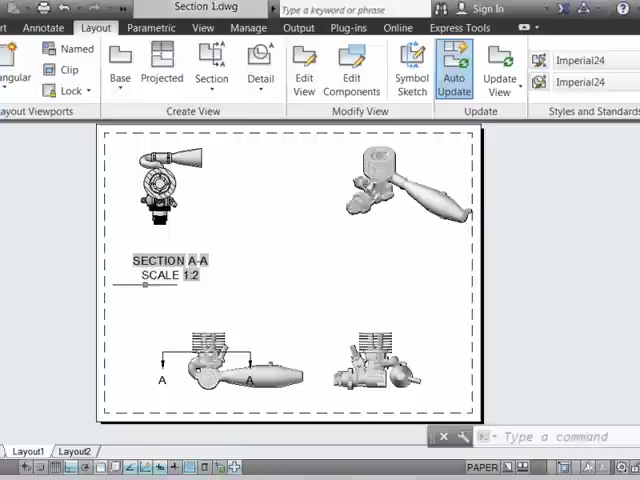 Section 1.dwg
Type a keyword or phrase
Sign In
Annotate Layout Parametric View Manage Output Plug-ins Online Express Tools
Named
Clip
Lock
Base
Projected
Section
Detail
Edit View
Edit Components
Symbol Sketch
Auto Update
Update View
Imperial24
Imperial24
Layout Viewports
Create View
Modify View
Update
Styles and Standards
SECTION A-A
SCALE 1:2
A
A
Type a command
Layout1
Layout2
PAPER